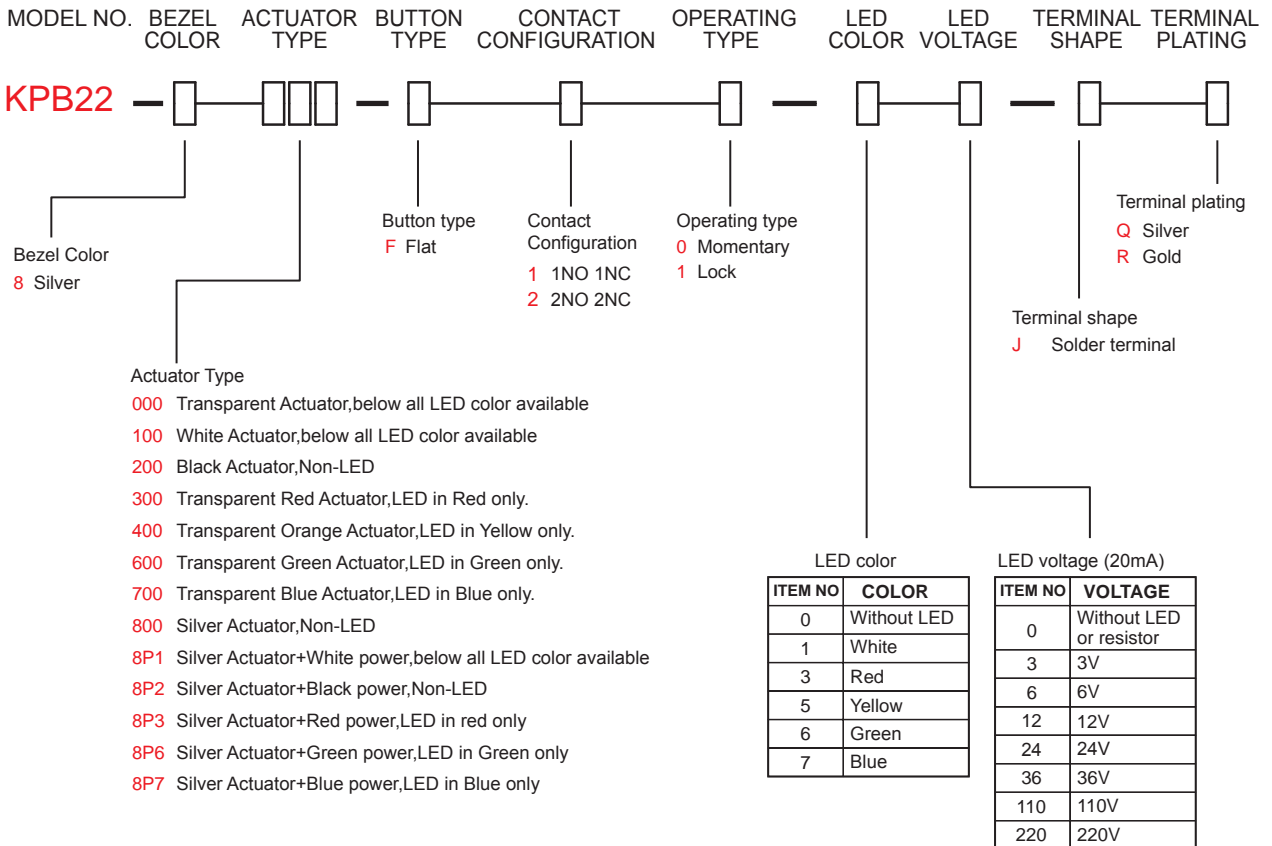 MODEL NO. BEZEL COLOR ACTUATOR TYPE BUTTON TYPE CONTACT CONFIGURATION OPERATING TYPE LED COLOR LED VOLTAGE TERMINAL SHAPE TERMINAL PLATING
KPB22
Bezel Color
8 Silver
Actuator Type
000 Transparent Actuator,below all LED color available
100 White Actuator,below all LED color available
200 Black Actuator,Non-LED
300 Transparent Red Actuator,LED in Red only.
400 Transparent Orange Actuator,LED in Yellow only.
600 Transparent Green Actuator,LED in Green only.
700 Transparent Blue Actuator,LED in Blue only.
800 Silver Actuator,Non-LED
8P1 Silver Actuator+White power,below all LED color available
8P2 Silver Actuator+Black power,Non-LED
8P3 Silver Actuator+Red power,LED in red only
8P6 Silver Actuator+Green power,LED in Green only
8P7 Silver Actuator+Blue power,LED in Blue only
Button type
F Flat
Contact
Configuration
1 1NO 1NC
2 2NO 2NC
Operating type
0 Momentary
1 Lock
LED color
ITEM NO COLOR
0 Without LED
1 White
3 Red
5 Yellow
6 Green
7 Blue
LED voltage (20mA)
ITEM NO VOLTAGE
0 Without LED
or resistor
3 3V
6 6V
12 12V
24 24V
36 36V
110 110V
220 220V
Terminal shape
J Solder terminal
Terminal plating
Q Silver
R Gold